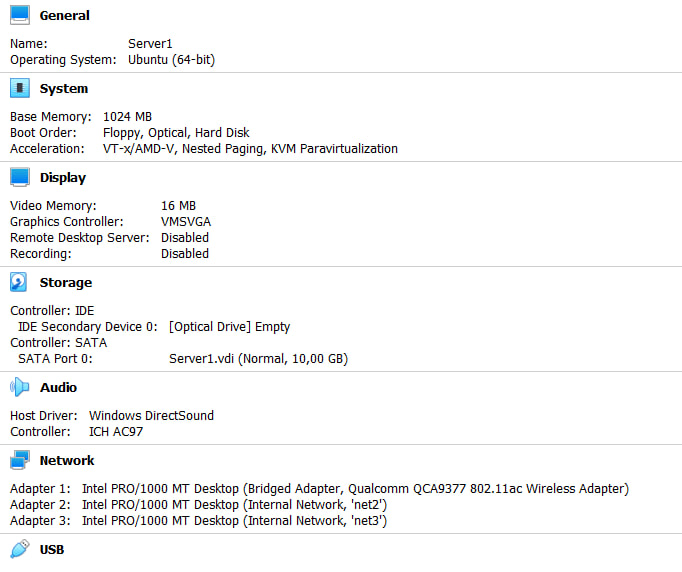 General
Name: Server1
Operating System: Ubuntu (64-bit)
System
Base Memory: 1024 MB
Boot Order: Floppy, Optical, Hard Disk
Acceleration: VT-x/AMD-V, Nested Paging, KVM Paravirtualization
Display
Video Memory: 16 MB
Graphics Controller: VMSVGA
Remote Desktop Server: Disabled
Recording: Disabled
Storage
Controller: IDE
IDE Secondary Device 0: [Optical Drive] Empty
Controller: SATA
SATA Port 0: Server1.vdi (Normal, 10,00 GB)
Audio
Host Driver: Windows DirectSound
Controller: ICH AC97
Network
Adapter 1: Intel PRO/1000 MT Desktop (Bridged Adapter, Qualcomm QCA9377 802.11ac Wireless Adapter)
Adapter 2: Intel PRO/1000 MT Desktop (Internal Network, 'net2')
Adapter 3: Intel PRO/1000 MT Desktop (Internal Network, 'net3')
USB